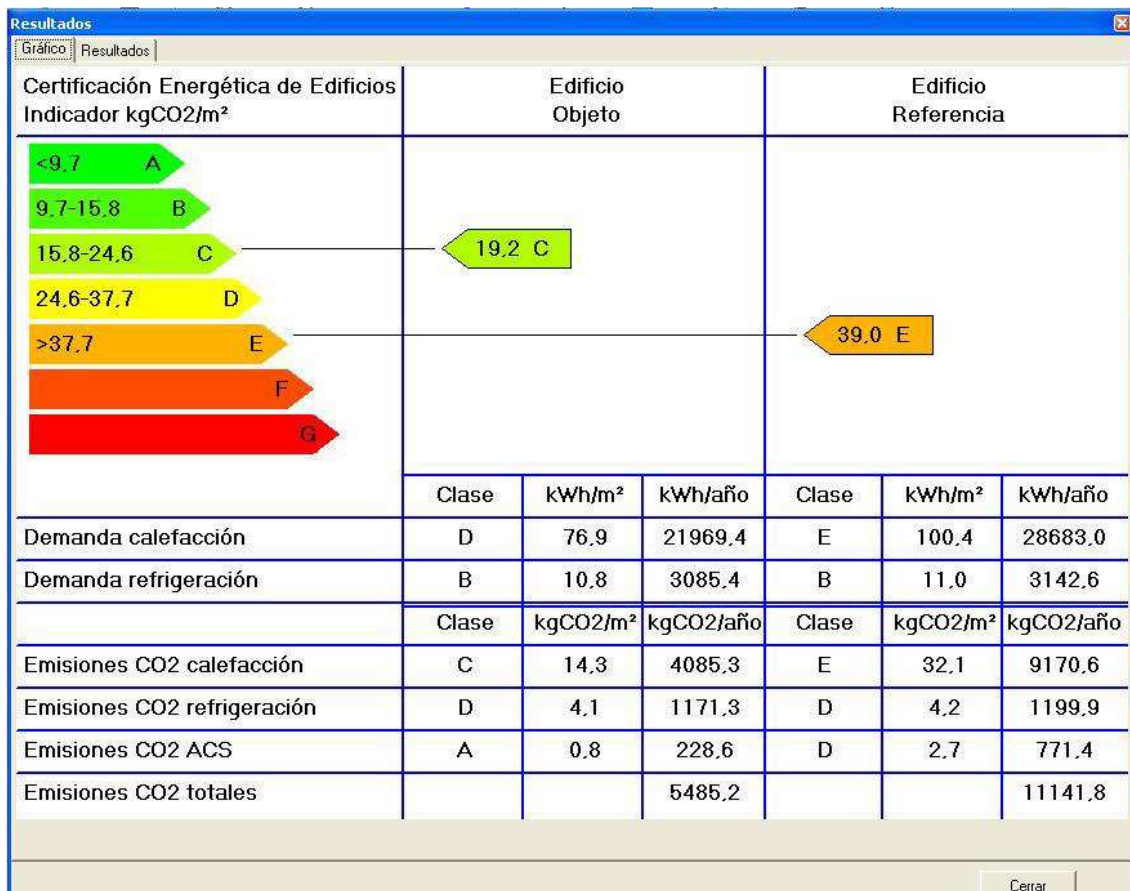 Resultados
Gráfico Resultados
Certificación Energética de Edificios
Indicador kgCO2/m²
Edificio
Objeto
Edificio
Referencia
<9,7 A
9,7-15,8 B
15,8-24,6 C
19,2 C
24,6-37,7 D
>37,7 E
39,0 E
F
G
Clase kWh/m² kWh/año Clase kWh/m² kWh/año
Demanda calefacción D 76,9 21969,4 E 100,4 28683,0
Demanda refrigeración B 10,8 3085,4 B 11,0 3142,6
Clase kgCO2/m² kgCO2/año Clase kgCO2/m² kgCO2/año
Emisiones CO2 calefacción C 14,3 4085,3 E 32,1 9170,6
Emisiones CO2 refrigeración D 4,1 1171,3 D 4,2 1199,9
Emisiones CO2 ACS A 0,8 228,6 D 2,7 771,4
Emisiones CO2 totales 5485,2 11141,8
Cerrar